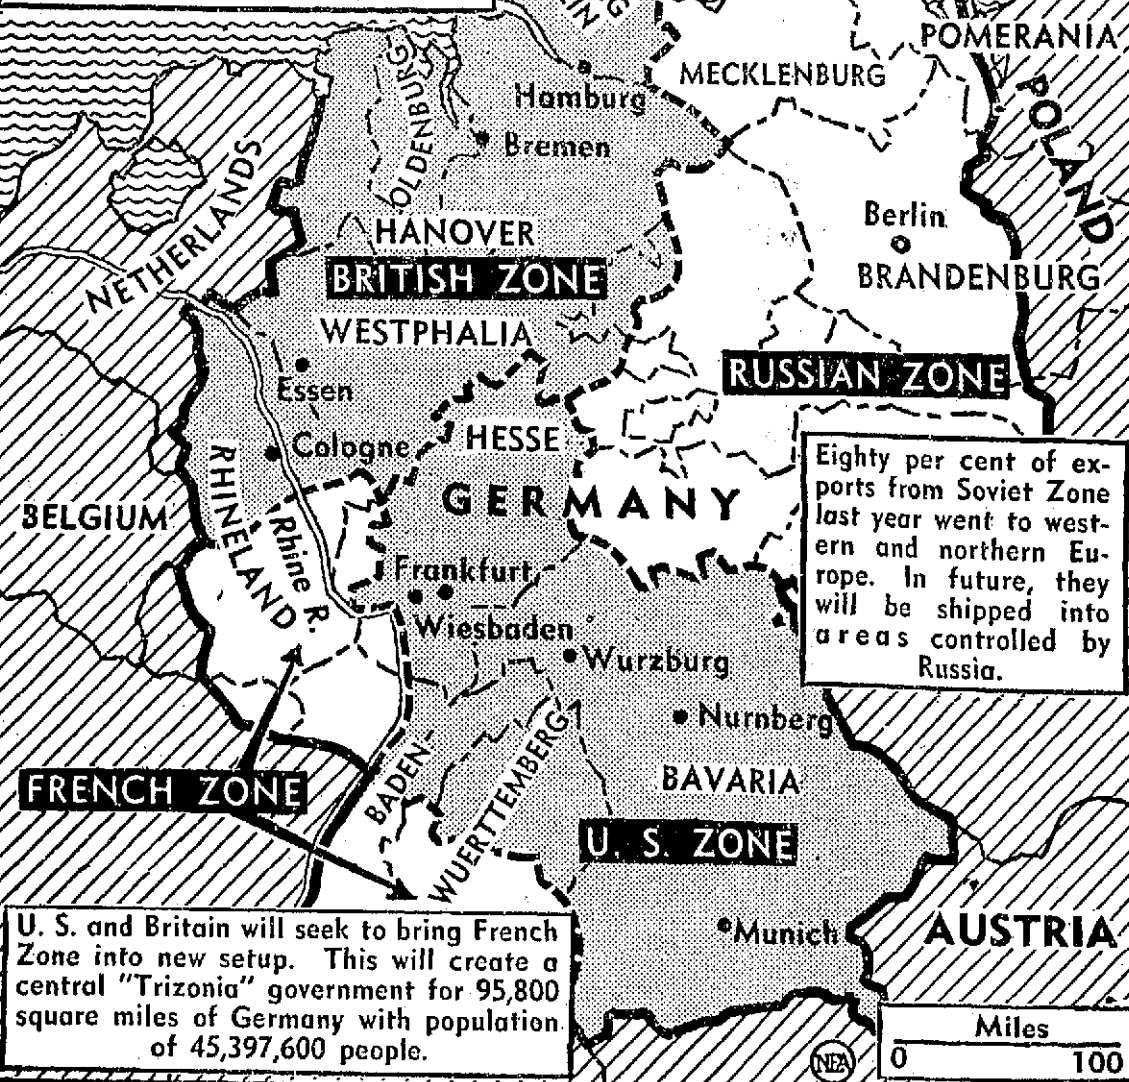 POMERANIA
MECKLENBURG
POLAND
Hamburg
OLDENBURG
Bremen
NETHERLANDS
Berlin
HANOVER
BRANDENBURG
BRITISH ZONE
WESTPHALIA
RUSSIAN ZONE
Essen
HESSE
Cologne
RHINELAND
GERMANY
BELGIUM
Rhine R.
Eighty per cent of ex-
ports from Soviet Zone
last year went to west-
ern and northern Eu-
rope. In future, they
will be shipped into
areas controlled by
Russia.
Frankfurt
Wiesbaden
Wurzburg
Nurnberg
FRENCH ZONE
BADEN-
WUERTTEMBERG
BAVARIA
U. S. ZONE
Munich
AUSTRIA
U. S. and Britain will seek to bring French
Zone into new setup. This will create a
central "Trizonia" government for 95,800
square miles of Germany with population
of 45,397,600 people.
NEA
Miles
0 100